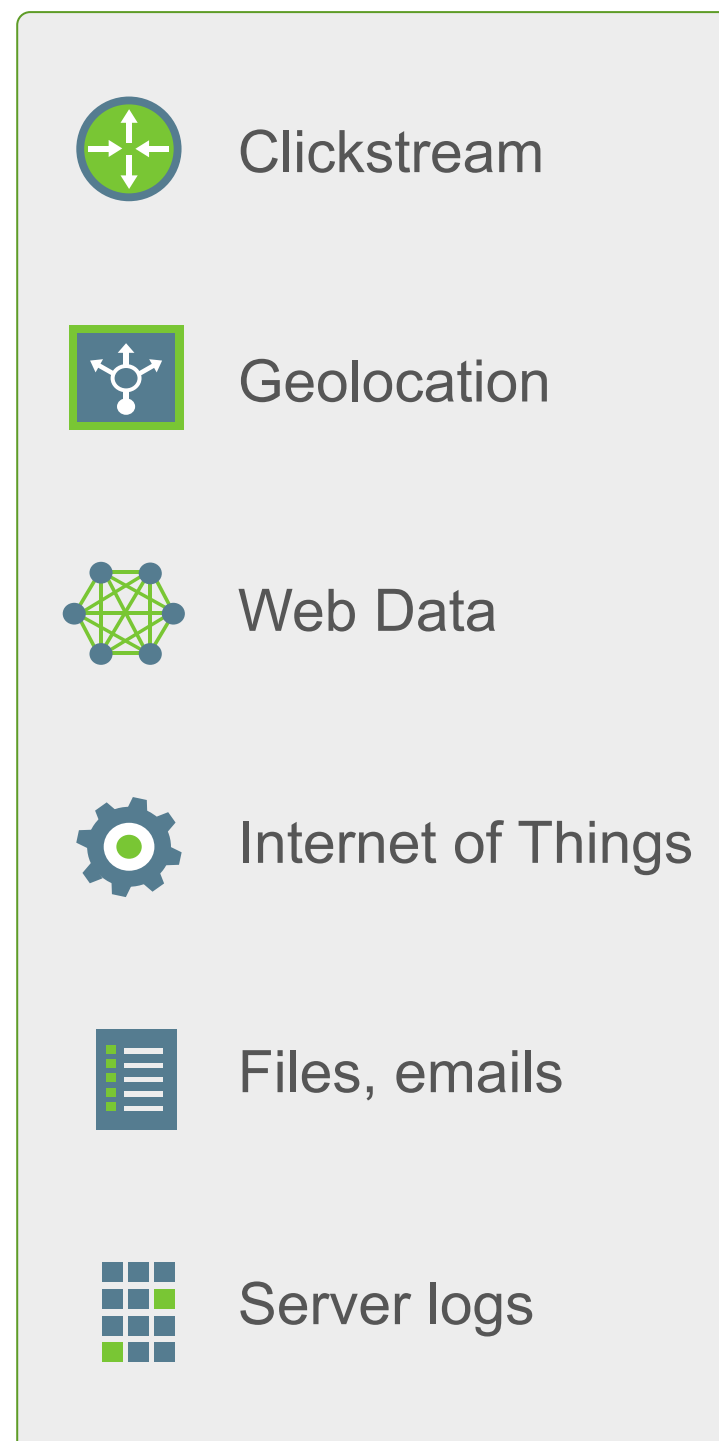 Clickstream
Geolocation
Web Data
Internet of Things
Files, emails
Server logs